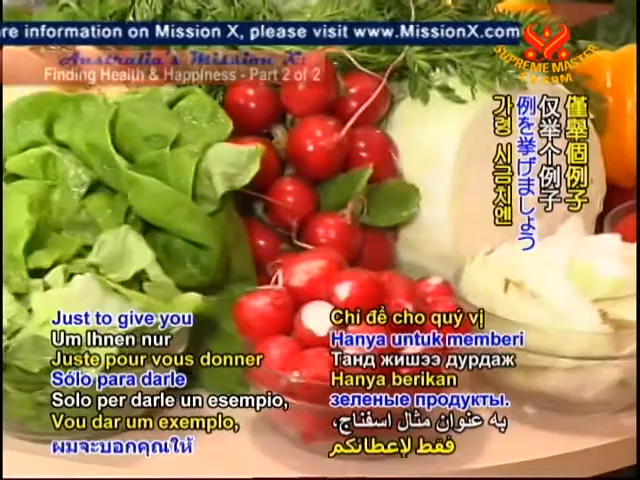 re information on Mission X, please visit www.MissionX.com
Australia's Mission X:
Finding Health & Happiness - Part 2 of 2
SUPREME MASTER
TV.COM
僅舉個例子
仅举个例子
例を挙げましょう
가령 시금치엔
Just to give you
Um Ihnen nur
Juste pour vous donner
Sólo para darle
Solo per darle un esempio,
Vou dar um exemplo,
ผมจะบอกคุณให้
Chỉ để cho quý vị
Hanya untuk memberi
Танд жишээ дурдаж
Hanya berikan
зелёные продукты.
به عنوان مثال اسفناج،
فقط لإعطائكم